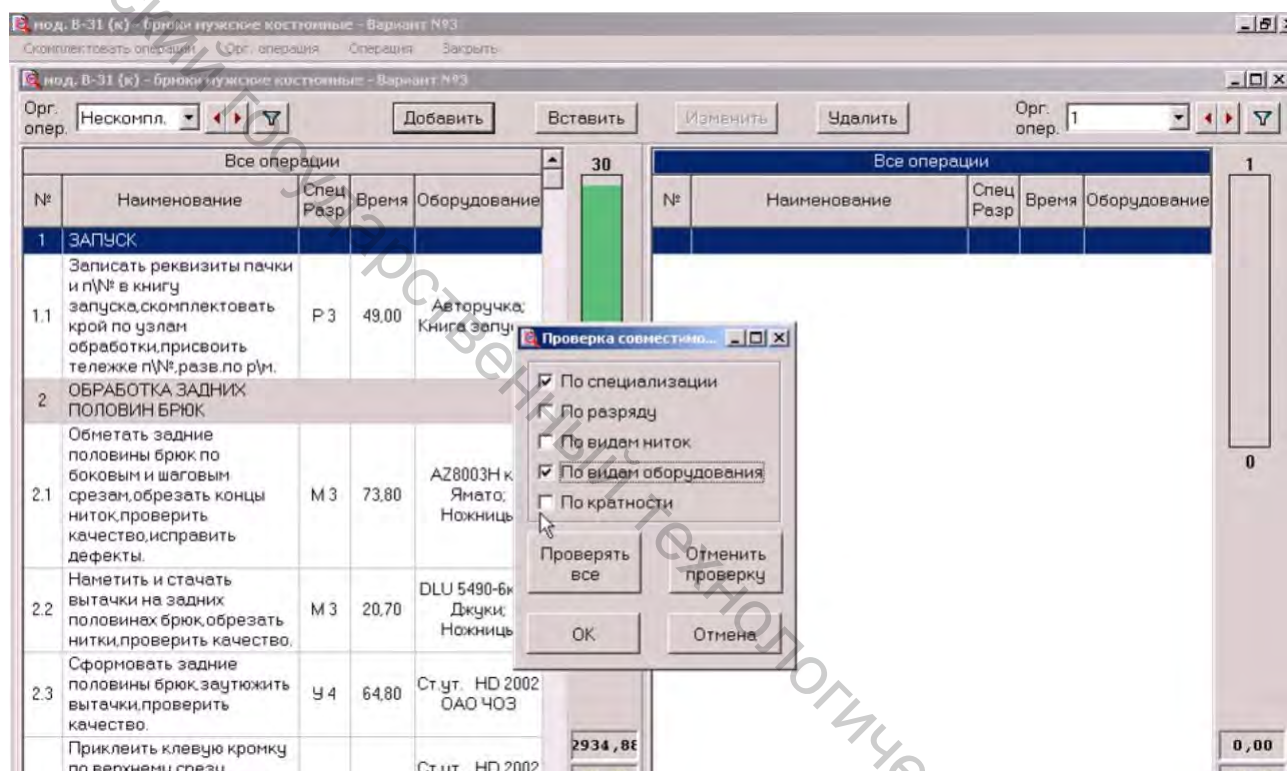 мод. В-31 (к) - брюки мужские костюмные - Вариант №3
Скомплектовать операции Орг. операция Операция Закрыть
мод. В-31 (к) - брюки мужские костюмные - Вариант №3
Орг. опер. Нескомпл. Добавить Вставить Изменить Удалить Орг. опер. 1
Все операции 30 Все операции 1
№ Наименование Спец Разр Время Оборудование № Наименование Спец Разр Время Оборудование
1 ЗАПУСК
Записать реквизиты пачки
и п\№ в книгу
запуска,скомплектовать
1.1 крой по узлам Р 3 49,00 Авторучка;
Книга
обработки,присвоить
тележке п\№,разв.по р\м.
2 ОБРАБОТКА ЗАДНИХ
ПОЛОВИН БРЮК
Обметать задние
половины брюк по
боковым и шаговым
2.1 срезам,обрезать концы М 3 73,80 AZ8003H к
Ямато;
Ножниць
ниток,проверить
качество,исправить
дефекты.
Наметить и стачать
2.2 вытачки на задних М 3 20,70 DLU 5490-6к
Джуки;
Ножниць
половинах брюк,обрезать
нитки,проверить качество.
Сформовать задние
2.3 половины брюк,заутюжить У 4 64,80 Ст.ут. HD 2002
ОАО ЧОЗ
вытачки,проверить
качество.
Приклеить клевую кромку
по верхнему срезу
Ст.ут. HD 2002
2934,88
0
0,00
Проверка совместимо...
По специализации
По разряду
По видам ниток
По видам оборудования
По кратности
Проверять все Отменить проверку
OK Отмена
ский государственный технологичес